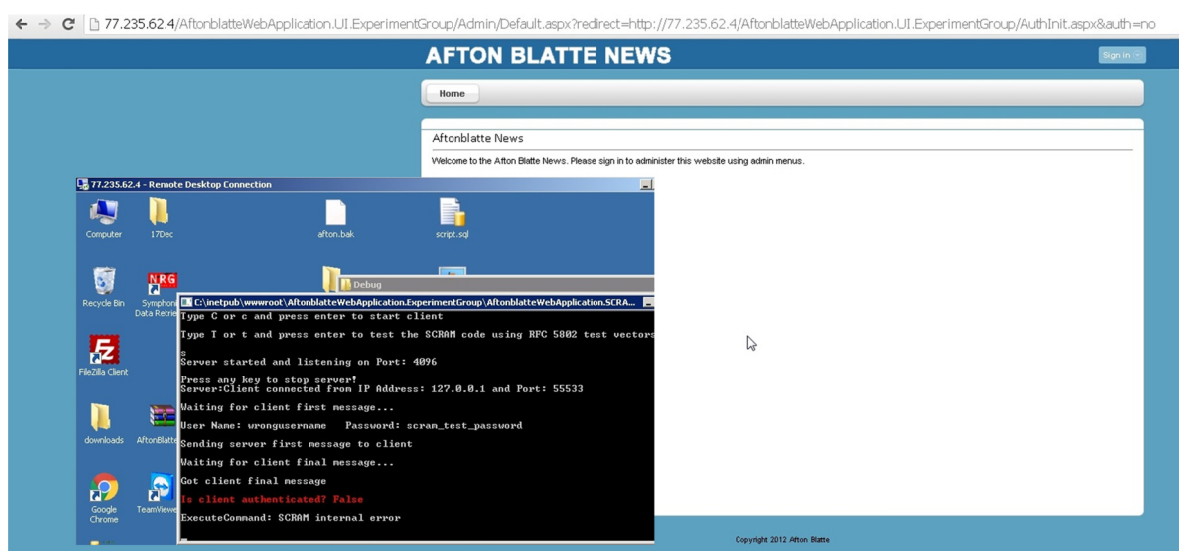 77.235.62.4/AftonblatteWebApplication.UI.ExperimentGroup/Admin/Default.aspx?redirect=http://77.235.62.4/AftonblatteWebApplication.UI.ExperimentGroup/AuthInit.aspx&auth=no
AFTON BLATTE NEWS
Sign in
Home
Aftonblatte News
Welcome to the Afton Blatte News. Please sign in to administer this website using admin menus.
77.235.62.4 - Remote Desktop Connection
Computer
17Dec
afton.bak
script.sql
Debug
Recycle Bin
NRG
Symphon
Data Retrie
C:\inetpub\wwwroot\AftonblatteWebApplication.ExperimentGroup\AftonblatteWebApplication.SCRA...
Type C or c and press enter to start client
Type T or t and press enter to test the SCRAM code using RFC 5802 test vectors
s
Server started and listening on Port: 4096
Press any key to stop server!
Server:Client connected from IP Address: 127.0.0.1 and Port: 55533
Waiting for client first message...
User Name: wrongusername Password: scram_test_password
Sending server first message to client
Waiting for client final message...
Got client final message
Is client authenticated? False
ExecuteCommand: SCRAM internal error
Fz
FileZilla Client
downloads
AftonBlatte
Google
Chrome
TeamViewe
Copyright 2012 Afton Blatte